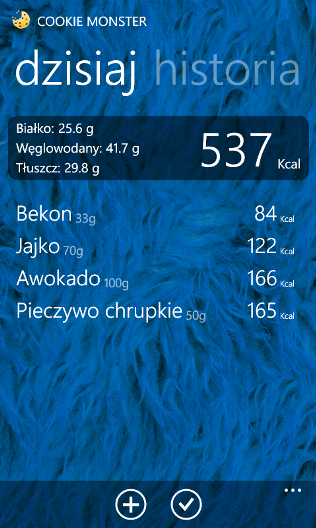 COOKIE MONSTER
dzisiaj historia
Białko: 25.6 g
Węglowodany: 41.7 g
Tłuszcz: 29.8 g
537 Kcal
Bekon 33g 84 Kcal
Jajko 70g 122 Kcal
Awokado 100g 166 Kcal
Pieczywo chrupkie 50g 165 Kcal